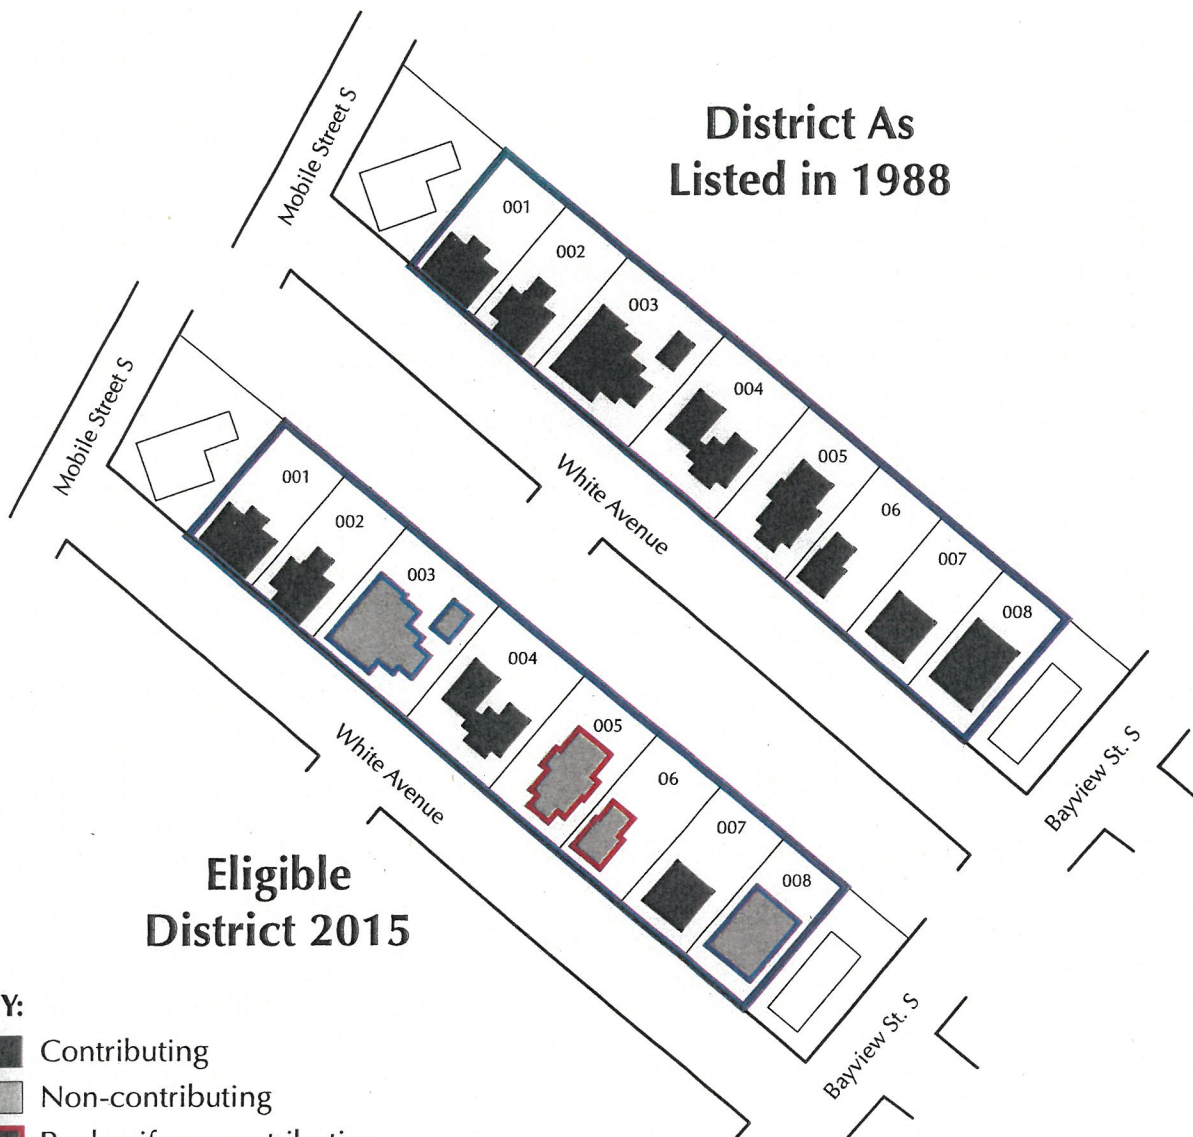 District As
Listed in 1988
Mobile Street S
001
002
003
004
005
06
007
008
White Avenue
Bayview St. S
Mobile Street S
001
002
003
004
005
06
007
008
White Avenue
Bayview St. S
Eligible
District 2015
Y:
Contributing
Non-contributing